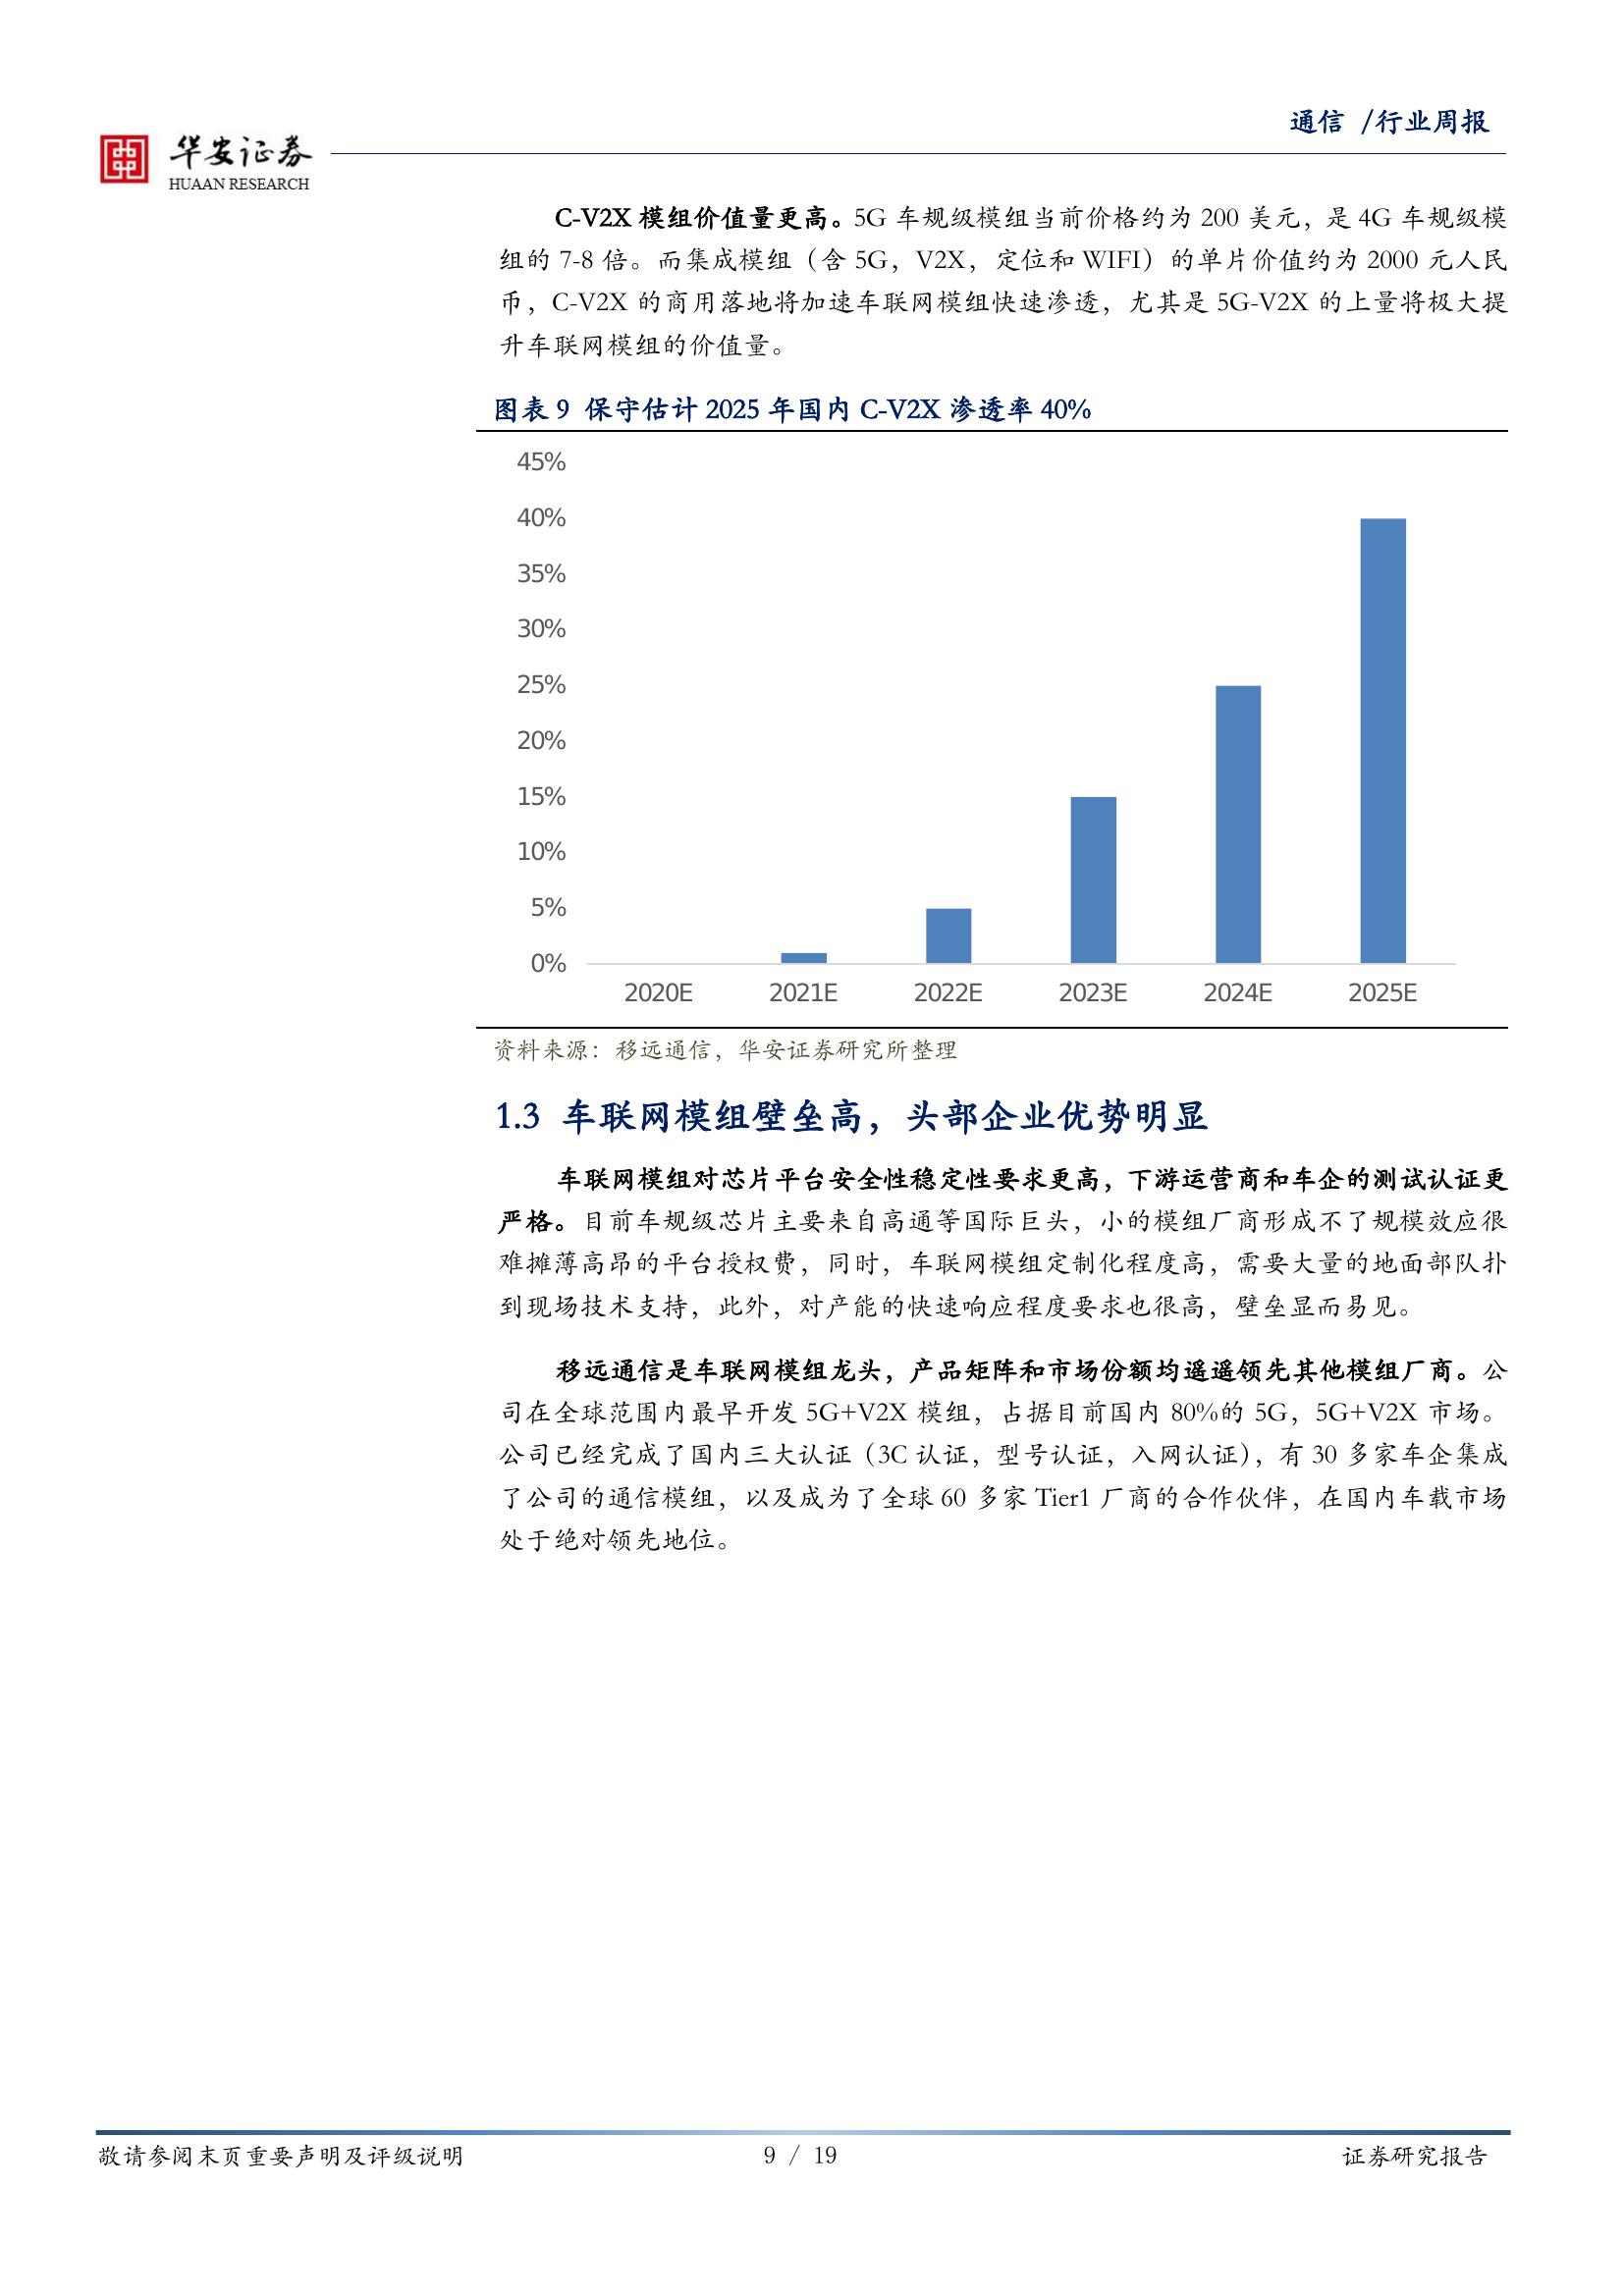 通信 /行业周报
华安证券
HUAAN RESEARCH
C-V2X 模组价值量更高。5G 车规级模组当前价格约为 200 美元，是 4G 车规级模
组的 7-8 倍。而集成模组（含 5G，V2X，定位和 WIFI）的单片价值约为 2000 元人民
币，C-V2X 的商用落地将加速车联网模组快速渗透，尤其是 5G-V2X 的上量将极大提
升车联网模组的价值量。
图表 9 保守估计 2025 年国内 C-V2X 渗透率 40%
45%
40%
35%
30%
25%
20%
15%
10%
5%
0%
2020E 2021E 2022E 2023E 2024E 2025E
资料来源：移远通信，华安证券研究所整理
1.3 车联网模组壁垒高，头部企业优势明显
车联网模组对芯片平台安全性稳定性要求更高，下游运营商和车企的测试认证更
严格。目前车规级芯片主要来自高通等国际巨头，小的模组厂商形成不了规模效应很
难摊薄高昂的平台授权费，同时，车联网模组定制化程度高，需要大量的地面部队扑
到现场技术支持，此外，对产能的快速响应程度要求也很高，壁垒显而易见。
移远通信是车联网模组龙头，产品矩阵和市场份额均遥遥领先其他模组厂商。公
司在全球范围内最早开发 5G+V2X 模组，占据目前国内 80%的 5G，5G+V2X 市场。
公司已经完成了国内三大认证（3C 认证，型号认证，入网认证），有 30 多家车企集成
了公司的通信模组，以及成为了全球 60 多家 Tier1 厂商的合作伙伴，在国内车载市场
处于绝对领先地位。
敬请参阅末页重要声明及评级说明 9 / 19 证券研究报告